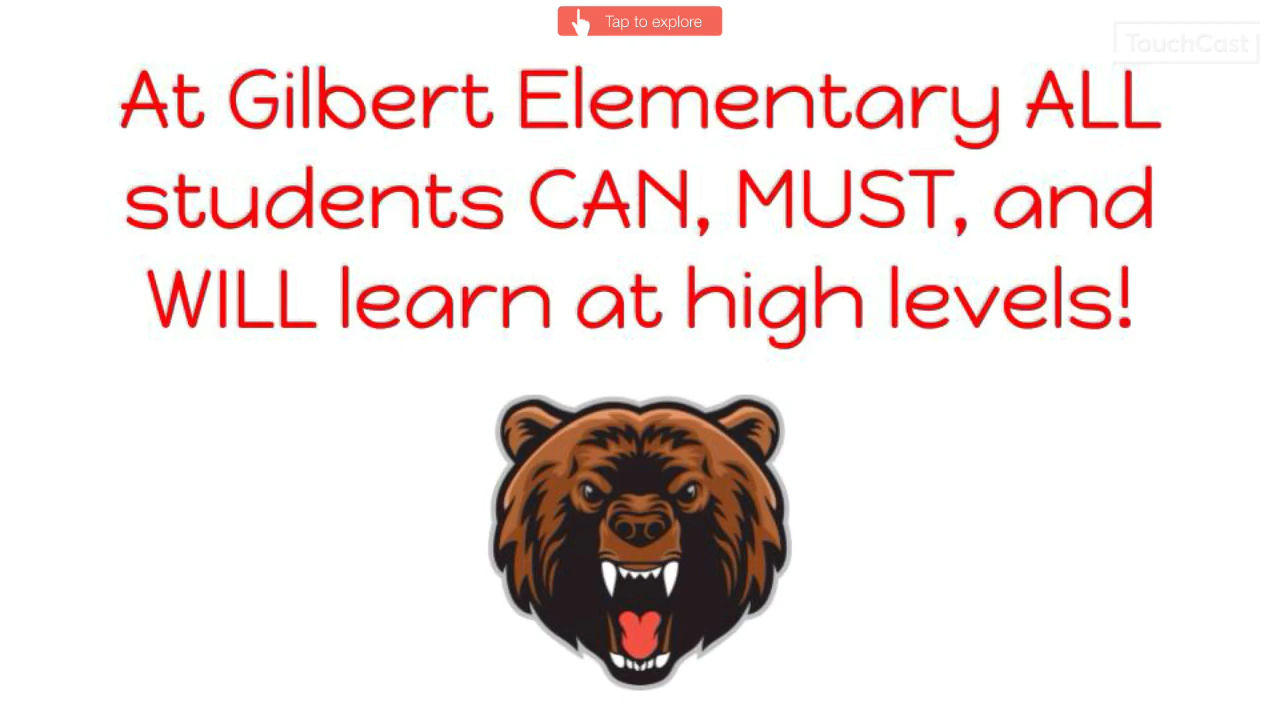 Tap to explore
TouchCast
At Gilbert Elementary ALL
students CAN, MUST, and
WILL learn at high levels!